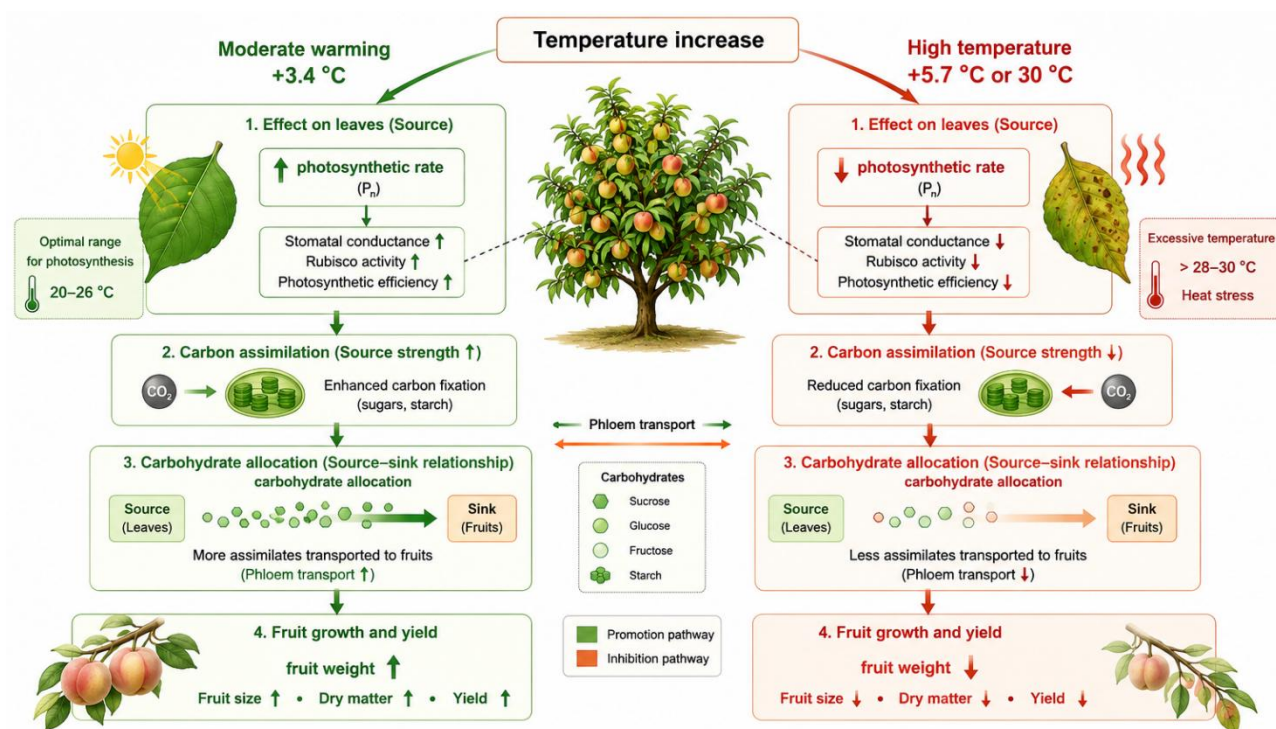 Temperature increase
Moderate warming
+3.4 °C
1. Effect on leaves (Source)
↑ photosynthetic rate
(Pn)
Stomatal conductance ↑
Rubisco activity ↑
Photosynthetic efficiency ↑
Optimal range
for photosynthesis
20–26 °C
2. Carbon assimilation (Source strength ↑)
CO2
Enhanced carbon fixation
(sugars, starch)
3. Carbohydrate allocation (Source–sink relationship)
carbohydrate allocation
Source
(Leaves)
Sink
(Fruits)
More assimilates transported to fruits
(Phloem transport ↑)
4. Fruit growth and yield
fruit weight ↑
Fruit size ↑ • Dry matter ↑ • Yield ↑
Phloem transport
Carbohydrates
Sucrose
Glucose
Fructose
Starch
Promotion pathway
Inhibition pathway
High temperature
+5.7 °C or 30 °C
1. Effect on leaves (Source)
↓ photosynthetic rate
(Pn)
Stomatal conductance ↓
Rubisco activity ↓
Photosynthetic efficiency ↓
Excessive temperature
> 28–30 °C
Heat stress
2. Carbon assimilation (Source strength ↓)
Reduced carbon fixation
(sugars, starch)
CO2
3. Carbohydrate allocation (Source–sink relationship)
carbohydrate allocation
Source
(Leaves)
Sink
(Fruits)
Less assimilates transported to fruits
(Phloem transport ↓)
4. Fruit growth and yield
fruit weight ↓
Fruit size ↓ • Dry matter ↓ • Yield ↓